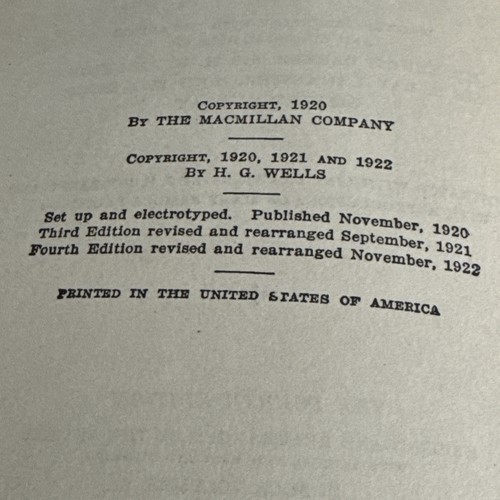 COPYRIGHT, 1920
BY THE MACMILLAN COMPANY
COPYRIGHT, 1920, 1921 AND 1922
BY H. G. WELLS
Set up and electrotyped. Published November, 1920
Third Edition revised and rearranged September, 1921
Fourth Edition revised and rearranged November, 1922
PRINTED IN THE UNITED STATES OF AMERICA